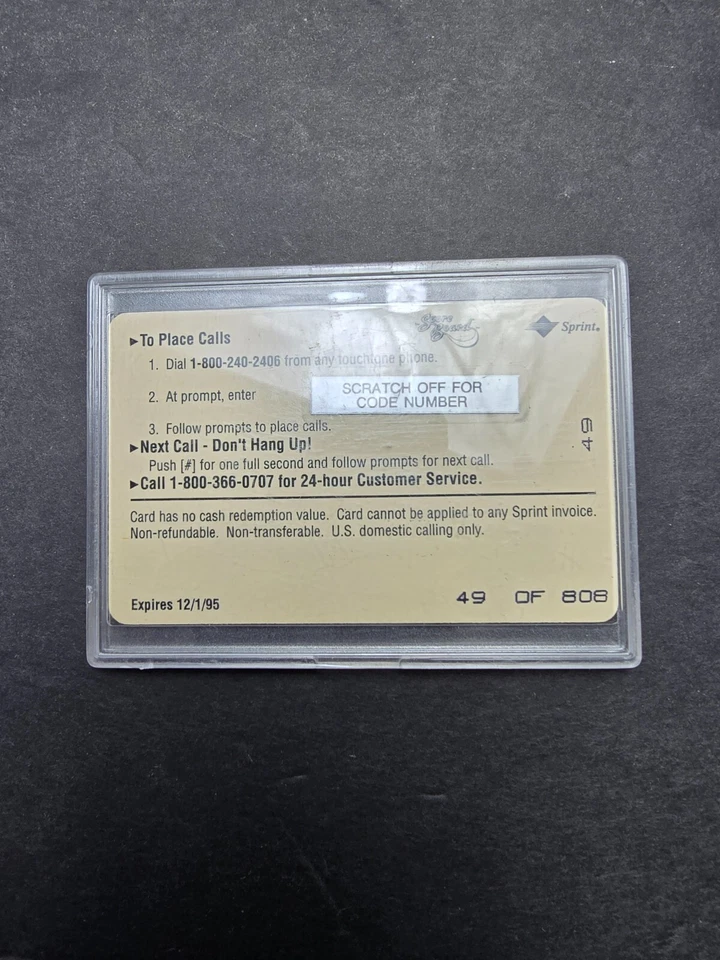 ►To Place Calls
Sprint.
1. Dial 1-800-240-2406 from any touchtone phone.
2. At prompt, enter
SCRATCH OFF FOR
CODE NUMBER
3. Follow prompts to place calls.
49
►Next Call - Don't Hang Up!
Push [#] for one full second and follow prompts for next call.
►Call 1-800-366-0707 for 24-hour Customer Service.
Card has no cash redemption value. Card cannot be applied to any Sprint invoice.
Non-refundable. Non-transferable. U.S. domestic calling only.
Expires 12/1/95
49 OF 808